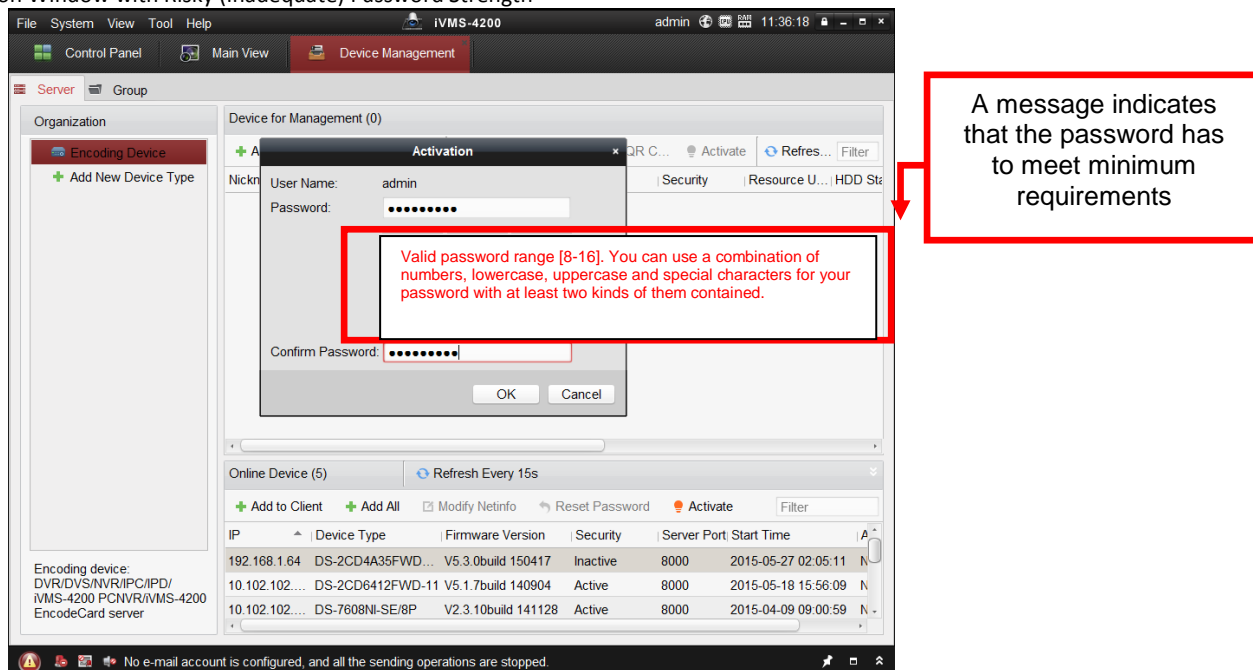 on Window with Risky (Inadequate) Password Strength
File System View Tool Help iVMS-4200 admin 11:36:18
Control Panel Main View Device Management
Server Group
Organization
Encoding Device
Add New Device Type
Encoding device:
DVR/DVS/NVR/IPC/IPD/
iVMS-4200 PCNVR/iVMS-4200
EncodeCard server
Device for Management (0)
A QR C... Activate Refres... Filter
Nickn Security Resource U... HDD Sta
Activation
User Name: admin
Password: ●●●●●●●●●
Valid password range [8-16]. You can use a combination of
numbers, lowercase, uppercase and special characters for your
password with at least two kinds of them contained.
Confirm Password: ●●●●●●●●●
OK Cancel
A message indicates
that the password has
to meet minimum
requirements
Online Device (5) Refresh Every 15s
Add to Client Add All Modify Netinfo Reset Password Activate Filter
IP Device Type Firmware Version Security Server Port Start Time A
192.168.1.64 DS-2CD4A35FWD... V5.3.0build 150417 Inactive 8000 2015-05-27 02:05:11 N
10.102.102.... DS-2CD6412FWD-11 V5.1.7build 140904 Active 8000 2015-05-18 15:56:09 N
10.102.102.... DS-7608NI-SE/8P V2.3.10build 141128 Active 8000 2015-04-09 09:00:59 N
No e-mail account is configured, and all the sending operations are stopped.